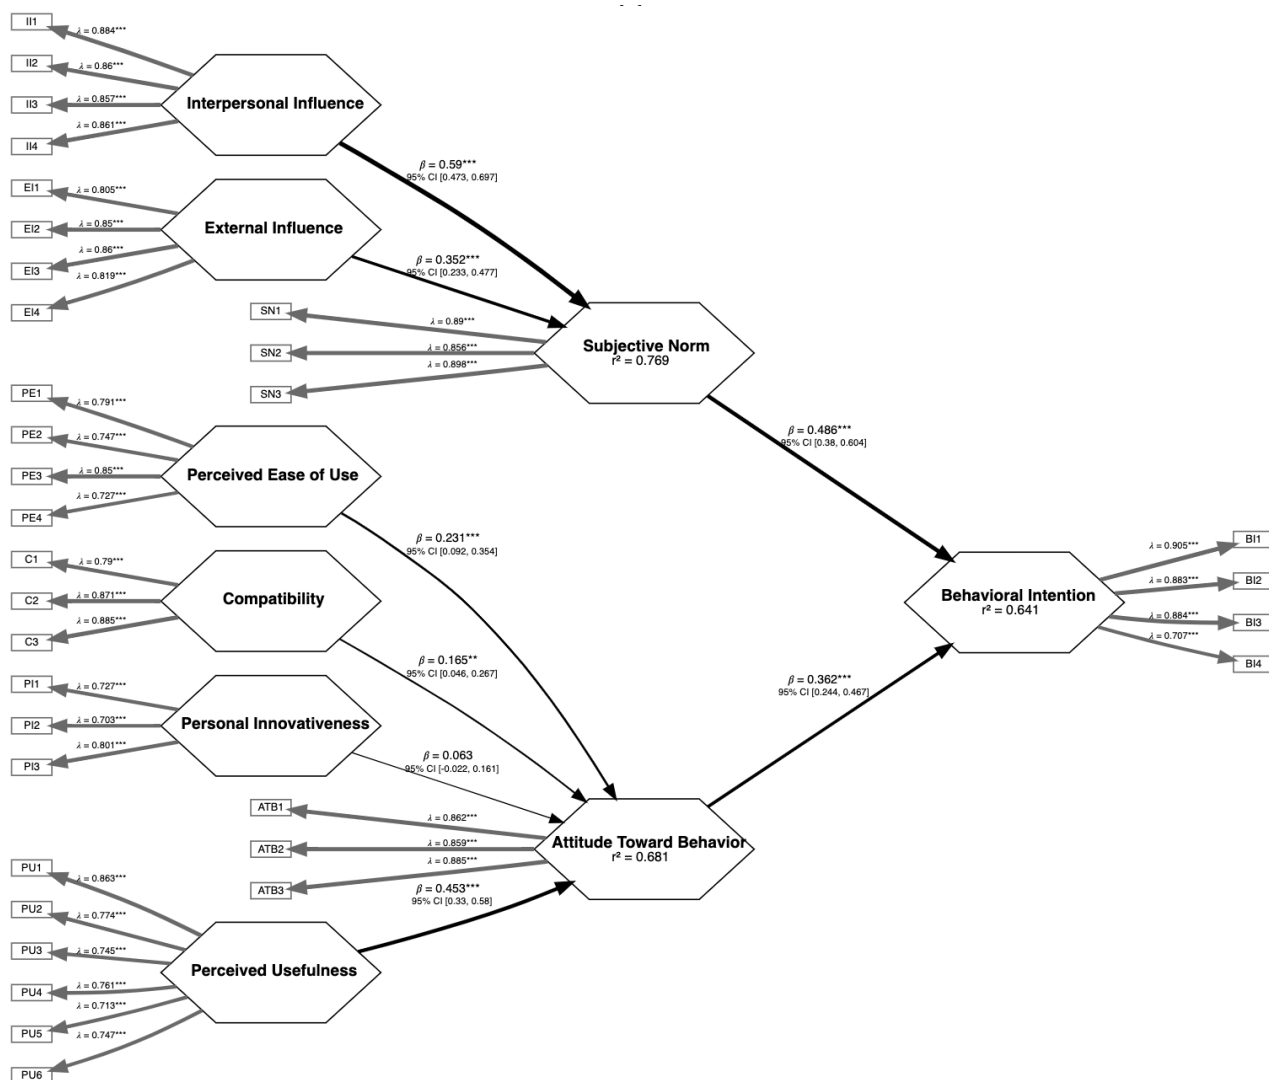 II1
λ = 0.884***
II2
λ = 0.86***
II3
λ = 0.857***
II4
λ = 0.861***
Interpersonal Influence
β = 0.59***
95% CI [0.473, 0.697]
EI1
λ = 0.805***
EI2
λ = 0.85***
EI3
λ = 0.86***
EI4
λ = 0.819***
External Influence
β = 0.352***
95% CI [0.233, 0.477]
SN1
λ = 0.89***
SN2
λ = 0.856***
SN3
λ = 0.898***
Subjective Norm
r² = 0.769
β = 0.486***
95% CI [0.38, 0.604]
PE1
λ = 0.791***
PE2
λ = 0.747***
PE3
λ = 0.85***
PE4
λ = 0.727***
Perceived Ease of Use
β = 0.231***
95% CI [0.092, 0.354]
C1
λ = 0.79***
C2
λ = 0.871***
C3
λ = 0.885***
Compatibility
β = 0.165**
95% CI [0.046, 0.267]
Behavioral Intention
r² = 0.641
BI1
λ = 0.905***
BI2
λ = 0.883***
BI3
λ = 0.884***
BI4
λ = 0.707***
PI1
λ = 0.727***
PI2
λ = 0.703***
PI3
λ = 0.801***
Personal Innovativeness
β = 0.063
95% CI [-0.022, 0.161]
β = 0.362***
95% CI [0.244, 0.467]
ATB1
λ = 0.862***
ATB2
λ = 0.859***
ATB3
λ = 0.885***
Attitude Toward Behavior
r² = 0.681
β = 0.453***
95% CI [0.33, 0.58]
PU1
λ = 0.863***
PU2
λ = 0.774***
PU3
λ = 0.745***
PU4
λ = 0.761***
PU5
λ = 0.713***
PU6
λ = 0.747***
Perceived Usefulness